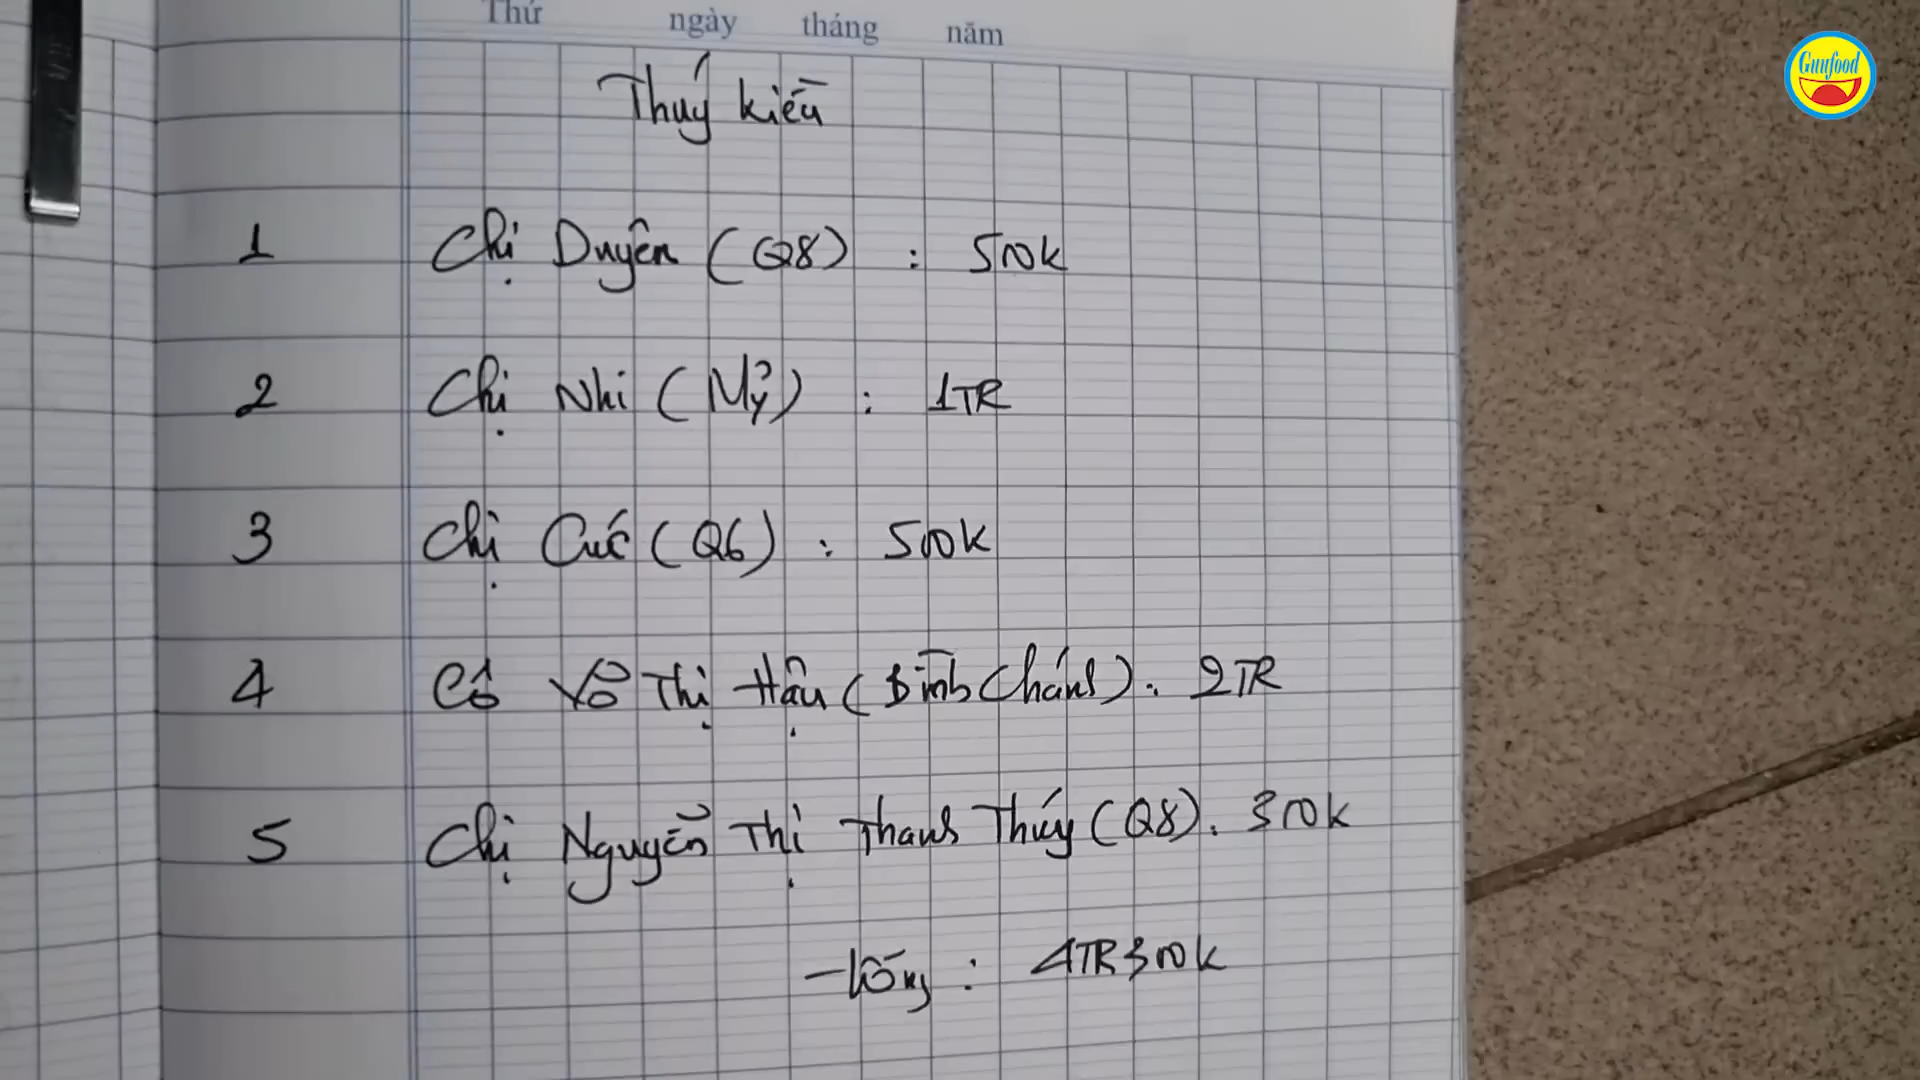 Thứ ngày tháng năm
Gunfood
Thuý kiều
1 Chị Duyên (Q8) : 500k
2 Chị Nhi (Mỹ) : 1TR
3 Chị Cúc (Q6) : 500k
4 Cô Võ Thị Hậu (Bình Chánh) : 2TR
5 Chị Nguyễn Thị Thanh Thúy (Q8) : 300k
Tổng : 4TR300k